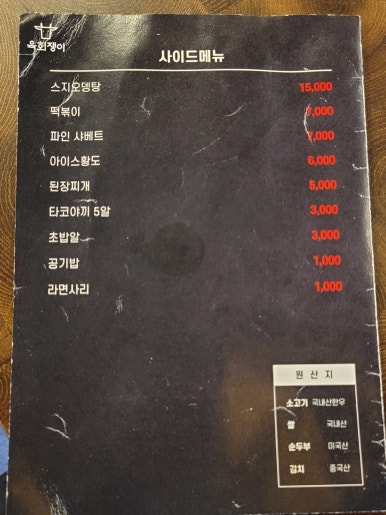 육회쟁이
사이드메뉴
스지오뎅탕 15,000
떡볶이 7,000
파인 샤베트 7,000
아이스황도 6,000
된장찌개 5,000
타코야끼 5알 3,000
초밥알 3,000
공기밥 1,000
라면사리 1,000
원산지
소고기 국내산한우
쌀 국내산
순두부 미국산
김치 중국산